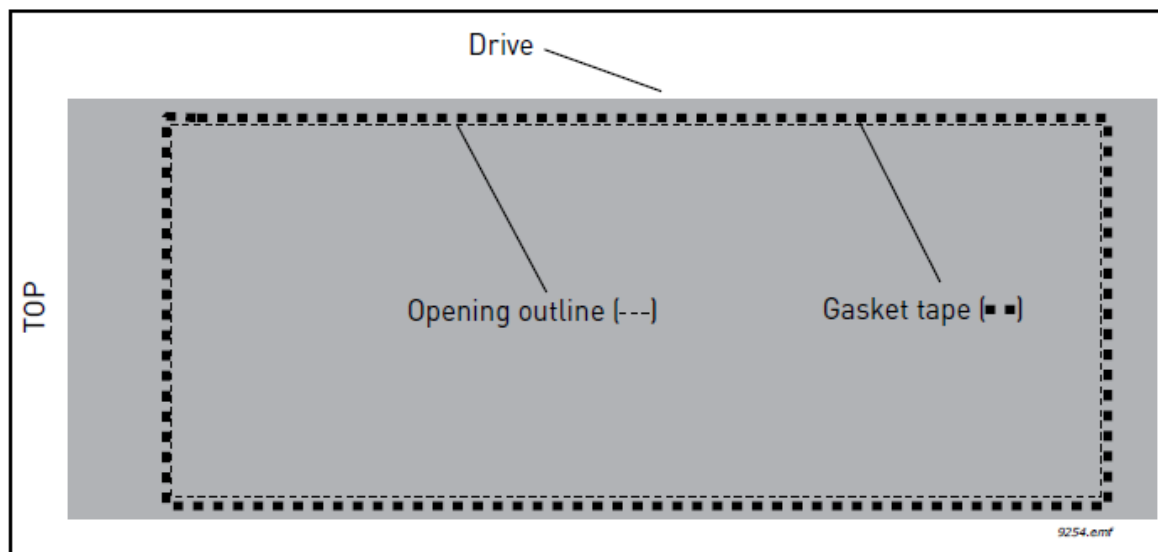 Drive
TOP
Opening outline (---)
Gasket tape (▪ ▪)
9254.emf